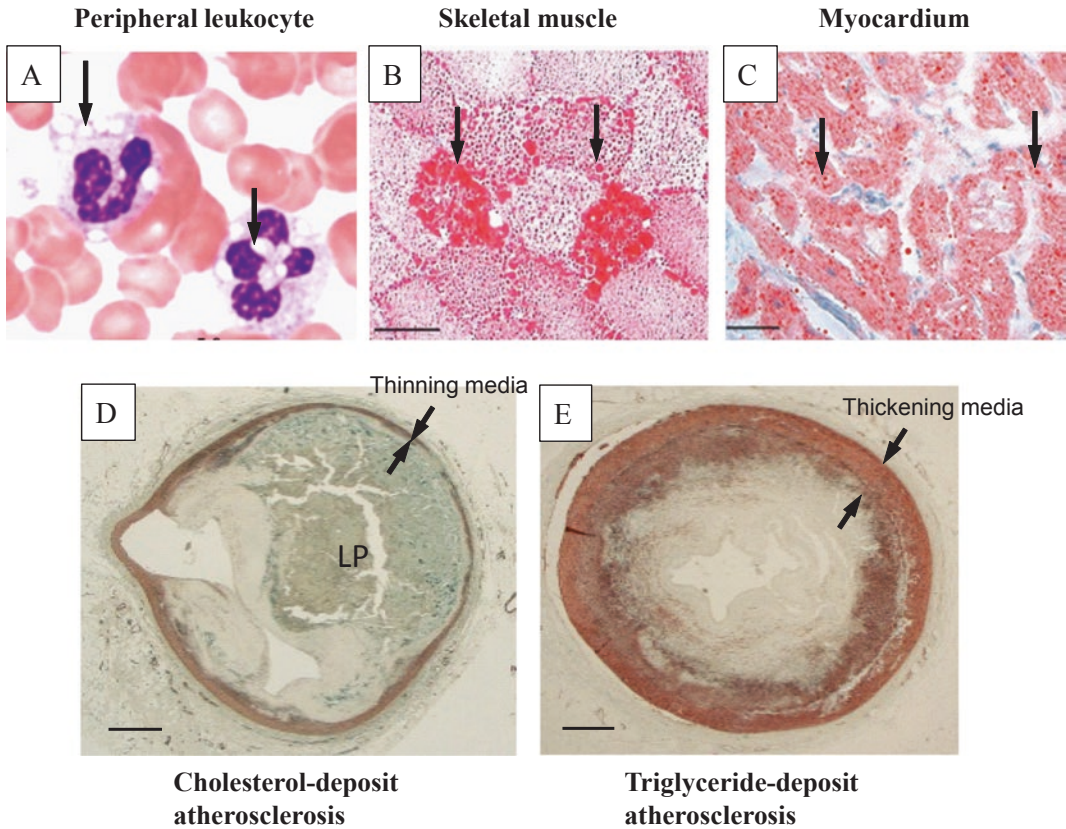 Peripheral leukocyte
Skeletal muscle
Myocardium
A
B
C
D
Thinning media
LP
E
Thickening media
Cholesterol-deposit
atherosclerosis
Triglyceride-deposit
atherosclerosis